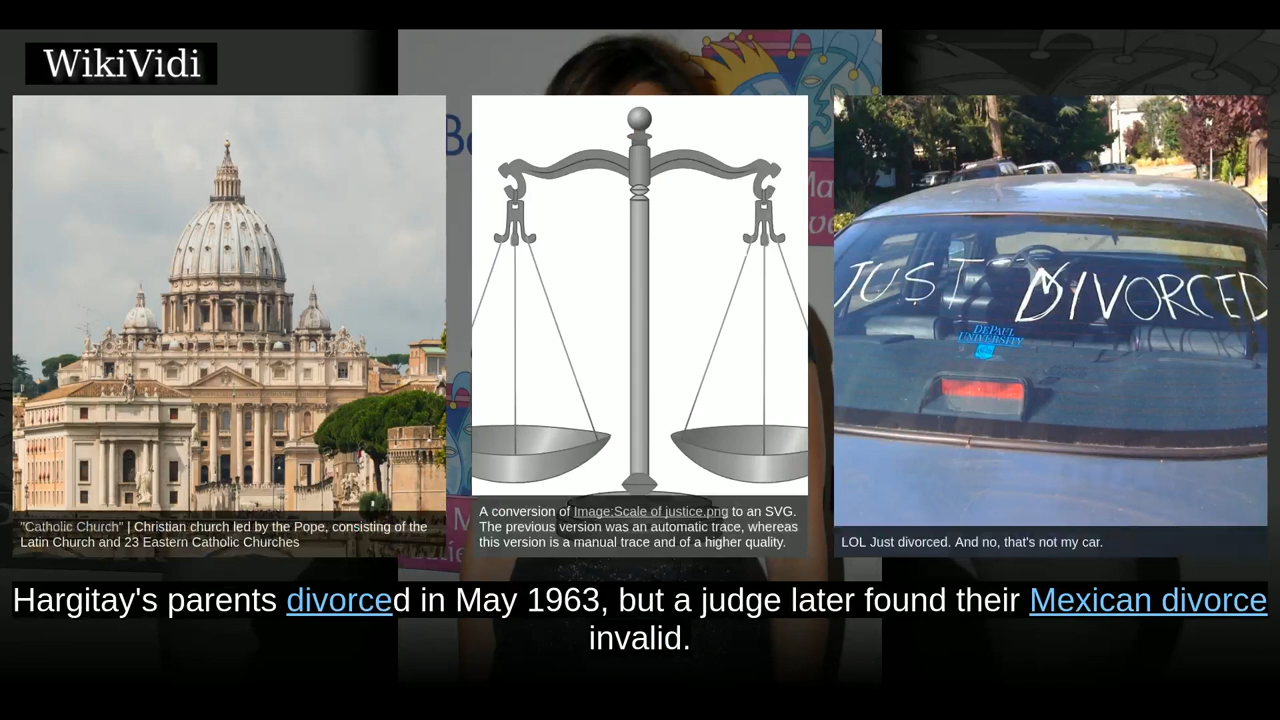 WikiVidi
JUST DIVORCED
DEPAUL
UNIVERSITY
"Catholic Church" | Christian church led by the Pope, consisting of the
Latin Church and 23 Eastern Catholic Churches
A conversion of Image:Scale of justice.png to an SVG.
The previous version was an automatic trace, whereas
this version is a manual trace and of a higher quality.
LOL Just divorced. And no, that's not my car.
Hargitay's parents divorced in May 1963, but a judge later found their Mexican divorce
invalid.